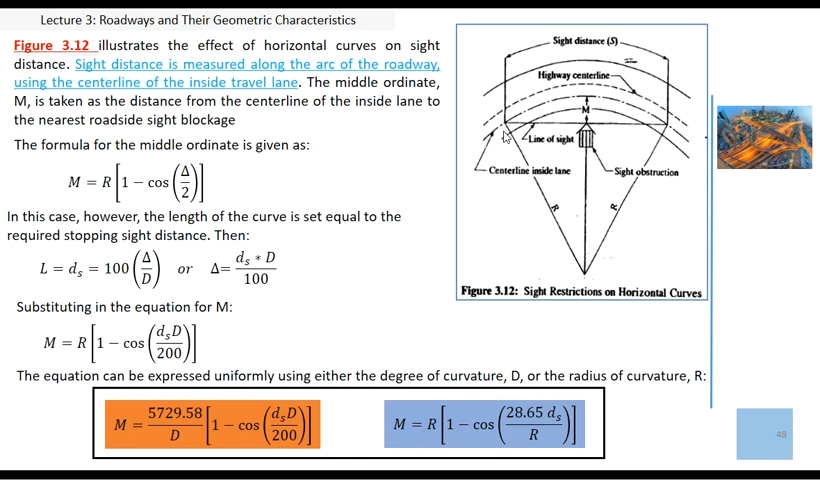 Lecture 3: Roadways and Their Geometric Characteristics
Figure 3.12 illustrates the effect of horizontal curves on sight
distance. Sight distance is measured along the arc of the roadway,
using the centerline of the inside travel lane. The middle ordinate,
M, is taken as the distance from the centerline of the inside lane to
the nearest roadside sight blockage
The formula for the middle ordinate is given as:
M = R [1 − cos (Δ/2)]
In this case, however, the length of the curve is set equal to the
required stopping sight distance. Then:
L = d_s = 100 (Δ/D) or Δ= d_s * D / 100
Substituting in the equation for M:
M = R [1 − cos (d_sD/200)]
The equation can be expressed uniformly using either the degree of curvature, D, or the radius of curvature, R:
M = 5729.58/D [1 − cos (d_sD/200)]
M = R [1 − cos (28.65 d_s/R)]
Sight distance (S)
Highway centerline
M
Line of sight
Centerline inside lane
Sight obstruction
R
R
Figure 3.12: Sight Restrictions on Horizontal Curves
48